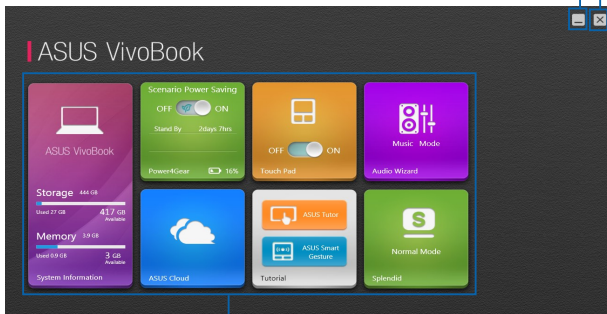 ASUS VivoBook
ASUS VivoBook
Storage 444 GB
Used 27 GB 417 GB
Available
Memory 3.9 GB
Used 0.9 GB 3 GB
Available
System Information
Scenario Power Saving
OFF ON
Stand By 2days 7hrs
Power4Gear 16%
OFF ON
Touch Pad
Music Mode
Audio Wizard
ASUS Cloud
ASUS Tutor
ASUS Smart
Gesture
Tutorial
S
Normal Mode
Splendid